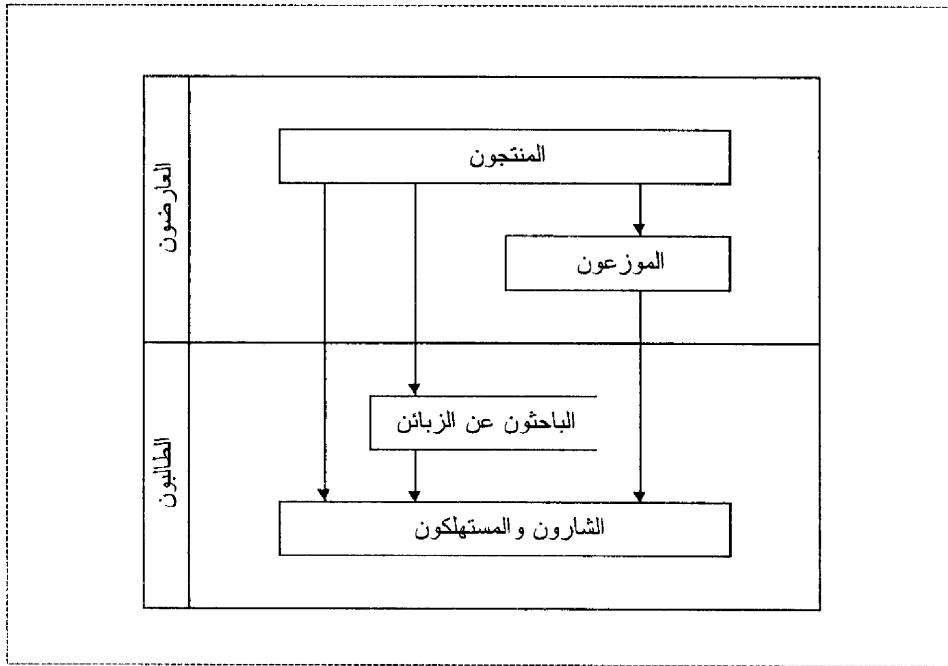 العارضون
المنتجون
الموزعون
الطالبون
الباحثون عن الزبائن
الشارون والمستهلكون